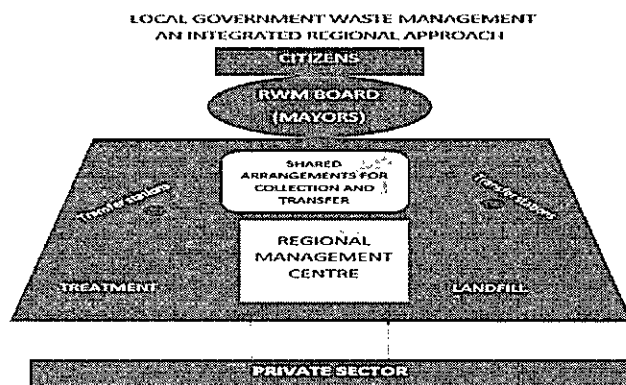 LOCAL GOVERNMENT WASTE MANAGEMENT
AN INTEGRATED REGIONAL APPROACH
CITIZENS
RWM BOARD
(MAYORS)
SHARED
ARRANGEMENTS FOR
COLLECTION AND
TRANSFER
Transfer stations
Transfer stations
REGIONAL
MANAGEMENT
CENTRE
TREATMENT
LANDFILL
PRIVATE SECTOR